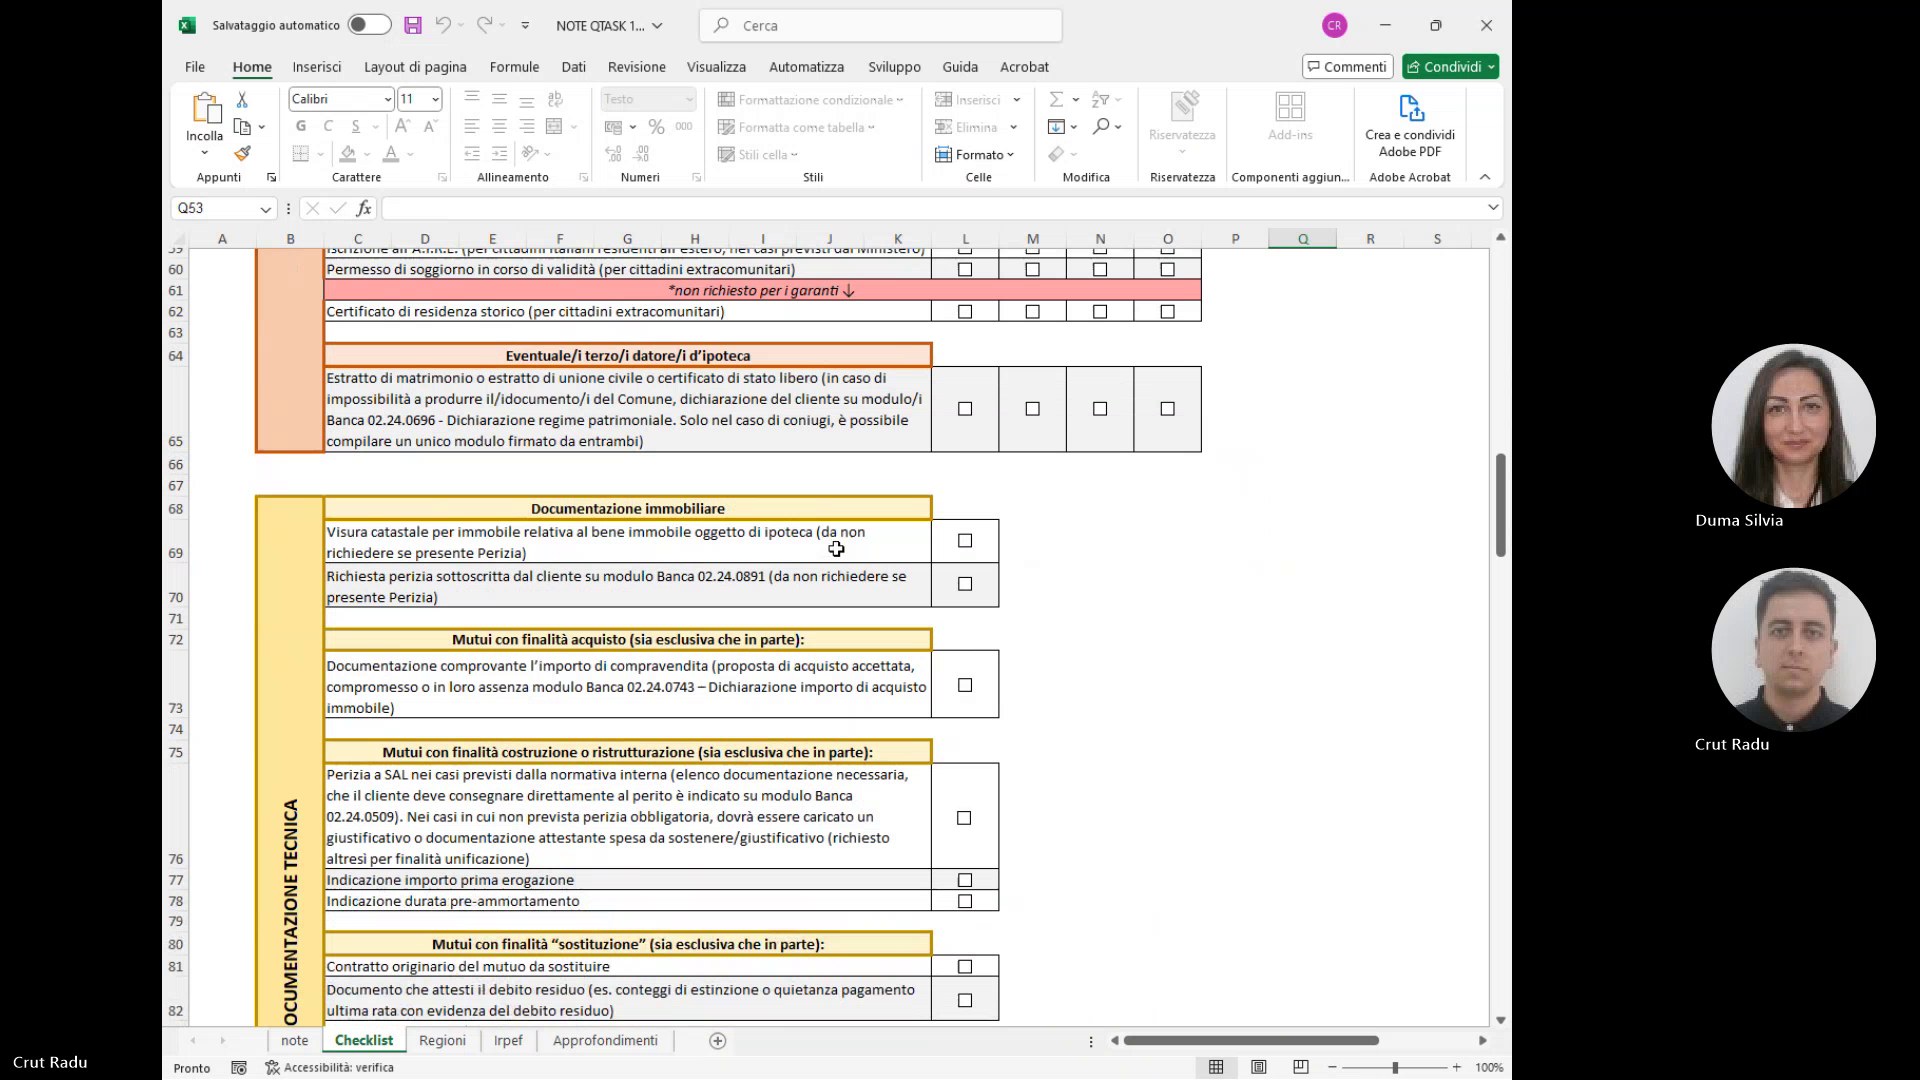 Salvataggio automatico
NOTE QTASK 1...
Cerca
CR
File
Home
Inserisci
Layout di pagina
Formule
Dati
Revisione
Visualizza
Automatizza
Sviluppo
Guida
Acrobat
Commenti
Condividi
Incolla
Appunti
Calibri
11
G C S
Carattere
Allineamento
Testo
% 000
Numeri
Formattazione condizionale
Formatta come tabella
Stili cella
Stili
Inserisci
Elimina
Formato
Celle
Modifica
Riservatezza
Riservatezza
Add-ins
Componenti aggiun...
Crea e condividi
Adobe PDF
Adobe Acrobat
Q53
fx
A B C D E F G H I J K L M N O P Q R S
59 Iscrizione all'A.I.R.E. (per cittadini italiani residenti all'estero, nei casi previsti dal Ministero)
60 Permesso di soggiorno in corso di validità (per cittadini extracomunitari)
61 *non richiesto per i garanti ↓
62 Certificato di residenza storico (per cittadini extracomunitari)
63
64 Eventuale/i terzo/i datore/i d’ipoteca
Estratto di matrimonio o estratto di unione civile o certificato di stato libero (in caso di
impossibilità a produrre il/idocumento/i del Comune, dichiarazione del cliente su modulo/i
Banca 02.24.0696 - Dichiarazione regime patrimoniale. Solo nel caso di coniugi, è possibile
65 compilare un unico modulo firmato da entrambi)
66
67
68 Documentazione immobiliare
Visura catastale per immobile relativa al bene immobile oggetto di ipoteca (da non
69 richiedere se presente Perizia)
Richiesta perizia sottoscritta dal cliente su modulo Banca 02.24.0891 (da non richiedere se
70 presente Perizia)
71
72 Mutui con finalità acquisto (sia esclusiva che in parte):
Documentazione comprovante l’importo di compravendita (proposta di acquisto accettata,
compromesso o in loro assenza modulo Banca 02.24.0743 – Dichiarazione importo di acquisto
73 immobile)
74
75 Mutui con finalità costruzione o ristrutturazione (sia esclusiva che in parte):
Perizia a SAL nei casi previsti dalla normativa interna (elenco documentazione necessaria,
che il cliente deve consegnare direttamente al perito è indicato su modulo Banca
02.24.0509). Nei casi in cui non prevista perizia obbligatoria, dovrà essere caricato un
giustificativo o documentazione attestante spesa da sostenere/giustificativo (richiesto
76 altresì per finalità unificazione)
77 Indicazione importo prima erogazione
78 Indicazione durata pre-ammortamento
79
80 Mutui con finalità “sostituzione” (sia esclusiva che in parte):
81 Contratto originario del mutuo da sostituire
Documento che attesti il debito residuo (es. conteggi di estinzione o quietanza pagamento
82 ultima rata con evidenza del debito residuo)
OCUMENTAZIONE TECNICA
note
Checklist
Regioni
Irpef
Approfondimenti
Pronto
Accessibilità: verifica
100%
Duma Silvia
Crut Radu
Crut Radu